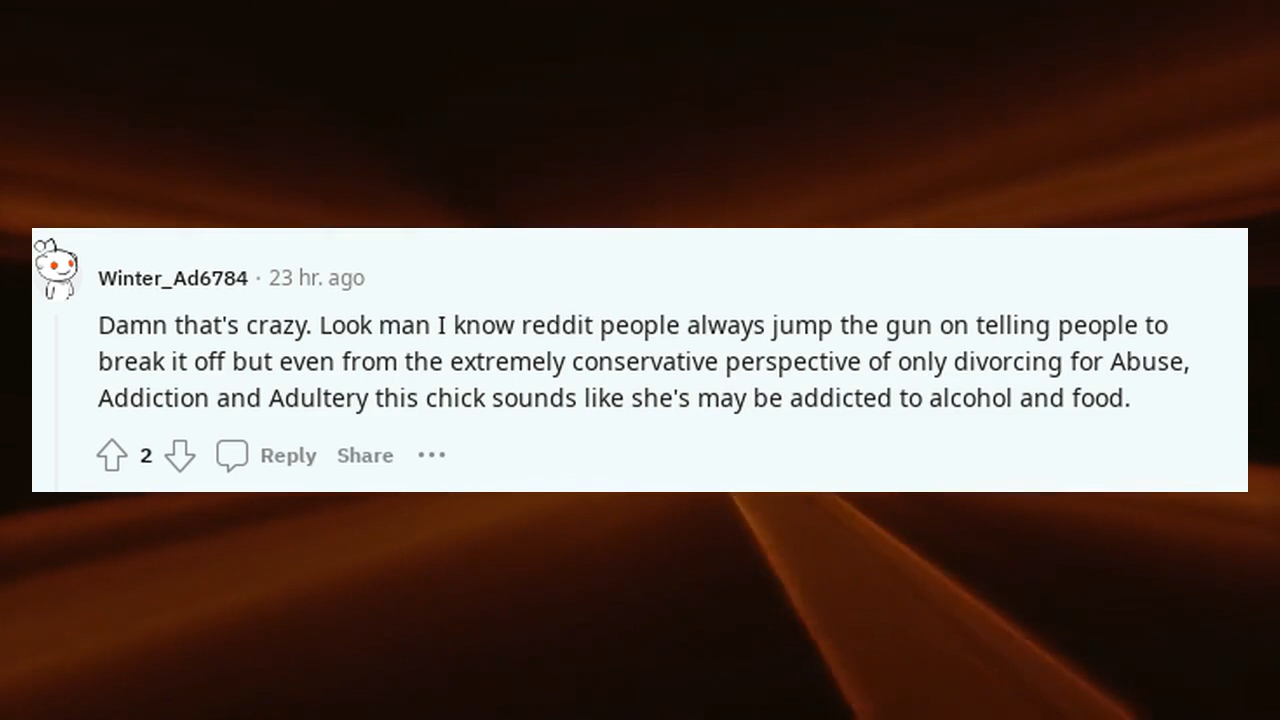 Winter_Ad6784 · 23 hr. ago
Damn that's crazy. Look man I know reddit people always jump the gun on telling people to
break it off but even from the extremely conservative perspective of only divorcing for Abuse,
Addiction and Adultery this chick sounds like she's may be addicted to alcohol and food.
2 Reply Share ···